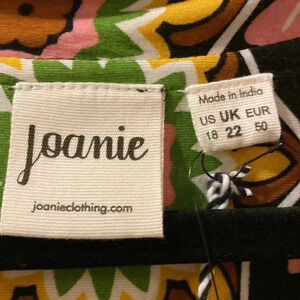 Joanie
joanieclothing.com
Made in India
US UK EUR
18 22 50